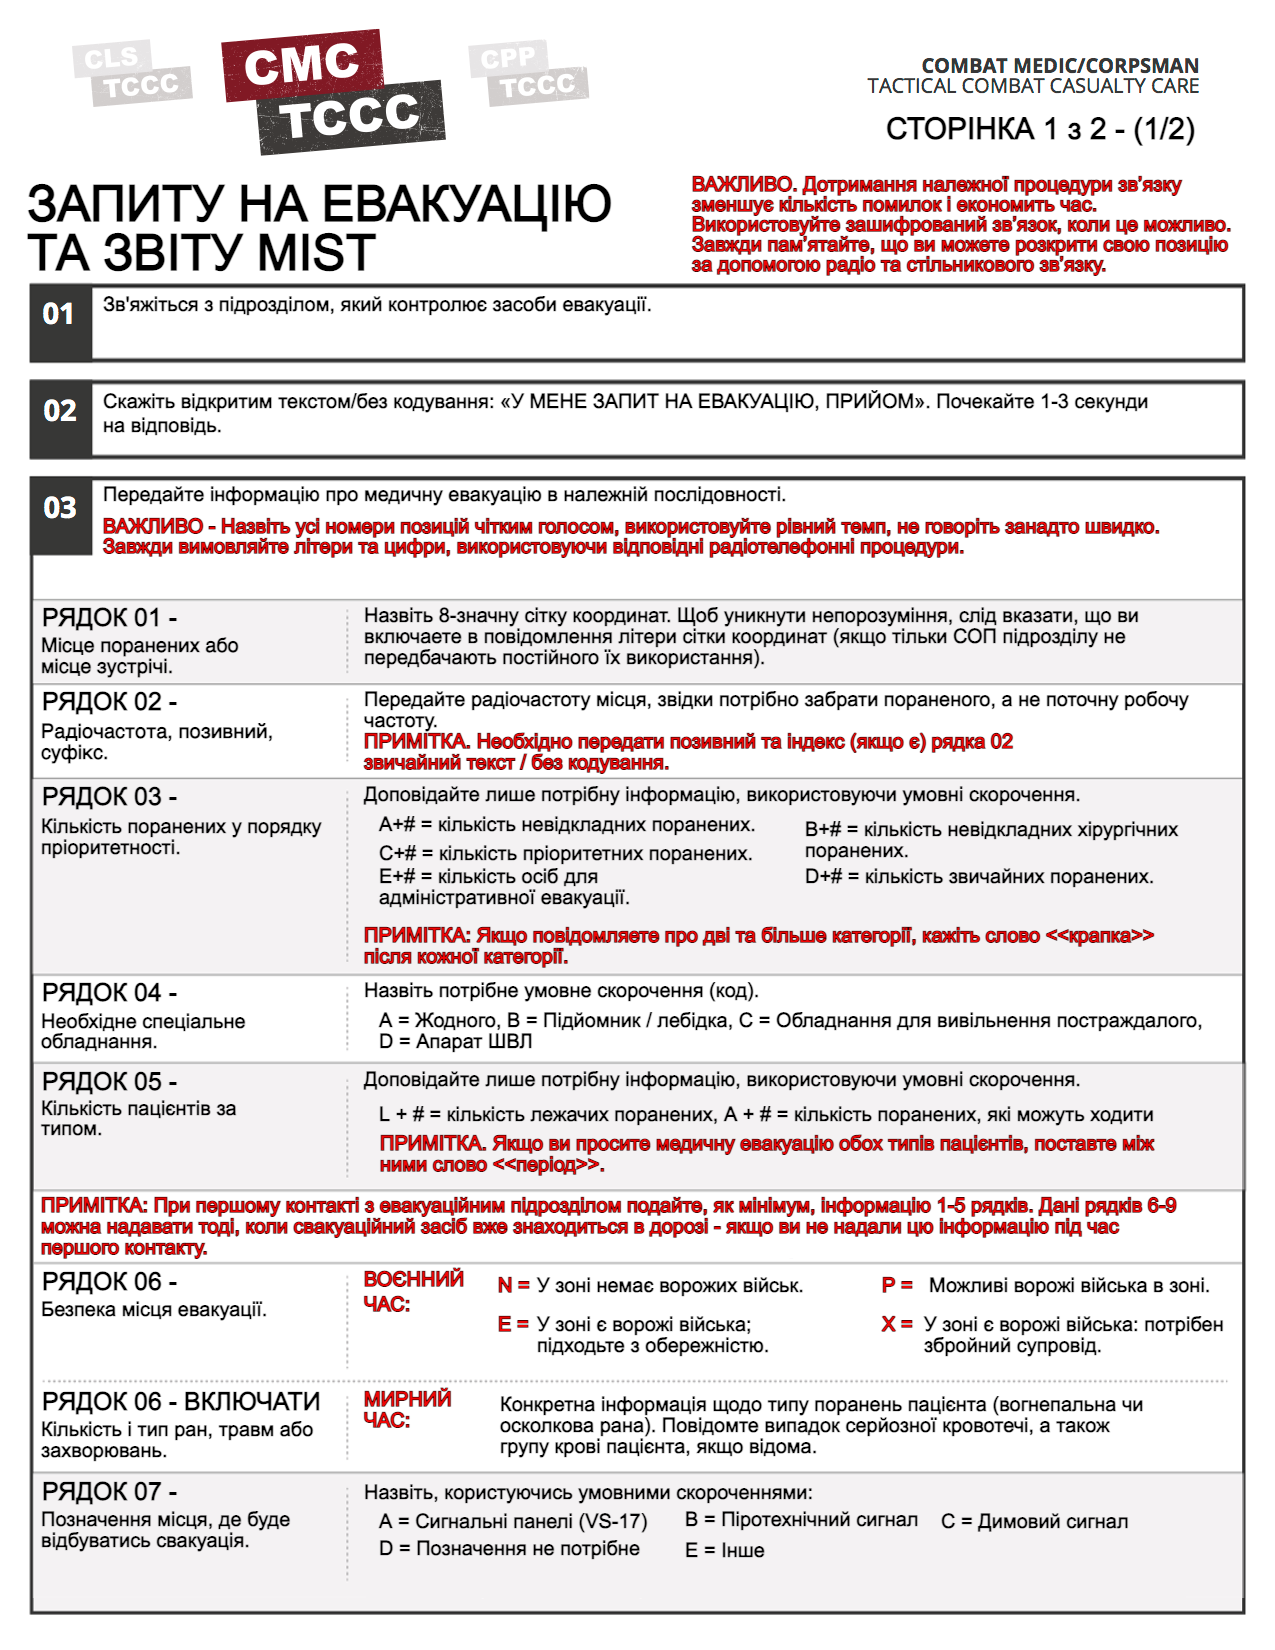 CLS
TCCC
CMC
TCCC
CPP
TCCC
COMBAT MEDIC/CORPSMAN
TACTICAL COMBAT CASUALTY CARE
СТОРІНКА 1 з 2 - (1/2)
ЗАПИТУ НА ЕВАКУАЦІЮ
ТА ЗВІТУ MIST
ВАЖЛИВО. Дотримання належної процедури зв’язку
зменшує кількість помилок і економить час.
Використовуйте зашифрований зв’язок, коли це можливо.
Завжди пам’ятайте, що ви можете розкрити свою позицію
за допомогою радіо та стільникового зв’язку.
01
Зв'яжіться з підрозділом, який контролює засоби евакуації.
02
Скажіть відкритим текстом/без кодування: «У МЕНЕ ЗАПИТ НА ЕВАКУАЦІЮ, ПРИЙОМ». Почекайте 1-3 секунди
на відповідь.
03
Передайте інформацію про медичну евакуацію в належній послідовності.
ВАЖЛИВО - Назвіть усі номери позицій чітким голосом, використовуйте рівний темп, не говоріть занадто швидко.
Завжди вимовляйте літери та цифри, використовуючи відповідні радіотелефонні процедури.
РЯДОК 01 -
Місце поранених або
місце зустрічі.
Назвіть 8-значну сітку координат. Щоб уникнути непорозуміння, слід вказати, що ви
включаєте в повідомлення літери сітки координат (якщо тільки СОП підрозділу не
передбачають постійного їх використання).
РЯДОК 02 -
Радіочастота, позивний,
суфікс.
Передайте радіочастоту місця, звідки потрібно забрати пораненого, а не поточну робочу
частоту.
ПРИМІТКА. Необхідно передати позивний та індекс (якщо є) рядка 02
звичайний текст / без кодування.
РЯДОК 03 -
Кількість поранених у порядку
пріоритетності.
Доповідайте лише потрібну інформацію, використовуючи умовні скорочення.
A+# = кількість невідкладних поранених.
B+# = кількість невідкладних хірургічних
поранених.
C+# = кількість пріоритетних поранених.
E+# = кількість осіб для
адміністративної евакуації.
D+# = кількість звичайних поранених.
ПРИМІТКА: Якщо повідомляєте про дві та більше категорії, кажіть слово <<крапка>>
після кожної категорії.
РЯДОК 04 -
Необхідне спеціальне
обладнання.
Назвіть потрібне умовне скорочення (код).
A = Жодного, B = Підйомник / лебідка, C = Обладнання для вивільнення постраждалого,
D = Апарат ШВЛ
РЯДОК 05 -
Кількість пацієнтів за
типом.
Доповідайте лише потрібну інформацію, використовуючи умовні скорочення.
L + # = кількість лежачих поранених, A + # = кількість поранених, які можуть ходити
ПРИМІТКА. Якщо ви просите медичну евакуацію обох типів пацієнтів, поставте між
ними слово <<період>>.
ПРИМІТКА: При першому контакті з евакуаційним підрозділом подайте, як мінімум, інформацію 1-5 рядків. Дані рядків 6-9
можна надавати тоді, коли свакуаційний засіб вже знаходиться в дорозі - якщо ви не надали цю інформацію під час
першого контакту.
РЯДОК 06 -
Безпека місця евакуації.
ВОЄННИЙ
ЧАС:
N = У зоні немає ворожих військ.
P = Можливі ворожі війська в зоні.
E = У зоні є ворожі війська;
підходьте з обережністю.
X = У зоні є ворожі війська: потрібен
збройний супровід.
РЯДОК 06 - ВКЛЮЧАТИ
Кількість і тип ран, травм або
захворювань.
МИРНИЙ
ЧАС:
Конкретна інформація щодо типу поранень пацієнта (вогнепальна чи
осколкова рана). Повідомте випадок серйозної кровотечі, а також
групу крові пацієнта, якщо відома.
РЯДОК 07 -
Позначення місця, де буде
відбуватись свакуація.
Назвіть, користуючись умовними скороченнями:
A = Сигнальні панелі (VS-17)
B = Піротехнічний сигнал
C = Димовий сигнал
D = Позначення не потрібне
E = Інше